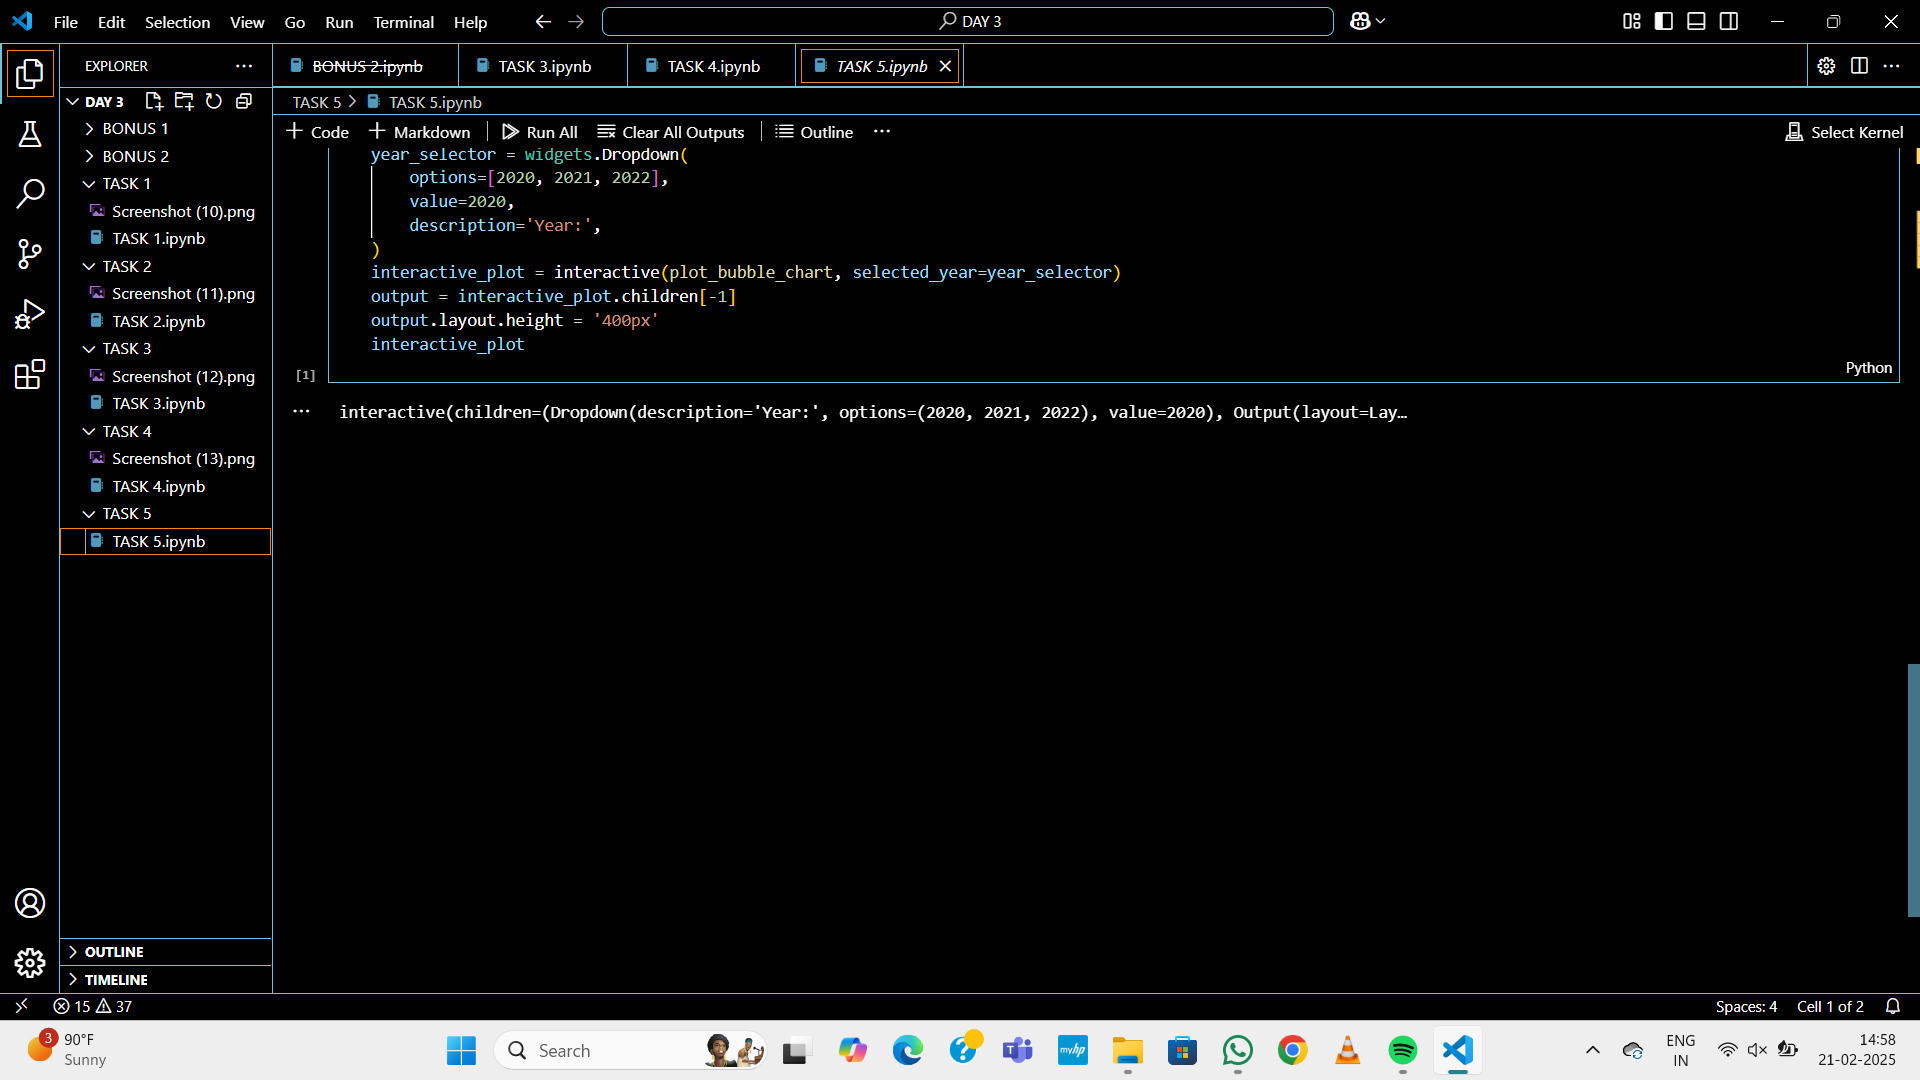 File Edit Selection View Go Run Terminal Help
DAY 3
EXPLORER
BONUS 2.ipynb
TASK 3.ipynb
TASK 4.ipynb
TASK 5.ipynb
DAY 3
BONUS 1
BONUS 2
TASK 1
Screenshot (10).png
TASK 1.ipynb
TASK 2
Screenshot (11).png
TASK 2.ipynb
TASK 3
Screenshot (12).png
TASK 3.ipynb
TASK 4
Screenshot (13).png
TASK 4.ipynb
TASK 5
TASK 5.ipynb
OUTLINE
TIMELINE
TASK 5 > TASK 5.ipynb
+ Code + Markdown Run All Clear All Outputs Outline ... Select Kernel
year_selector = widgets.Dropdown(
options=[2020, 2021, 2022],
value=2020,
description='Year:',
)
interactive_plot = interactive(plot_bubble_chart, selected_year=year_selector)
output = interactive_plot.children[-1]
output.layout.height = '400px'
interactive_plot
[1]
Python
... interactive(children=(Dropdown(description='Year:', options=(2020, 2021, 2022), value=2020), Output(layout=Lay…
15 37
Spaces: 4 Cell 1 of 2
3
90°F
Sunny
Search
myhp
ENG
IN
14:58
21-02-2025